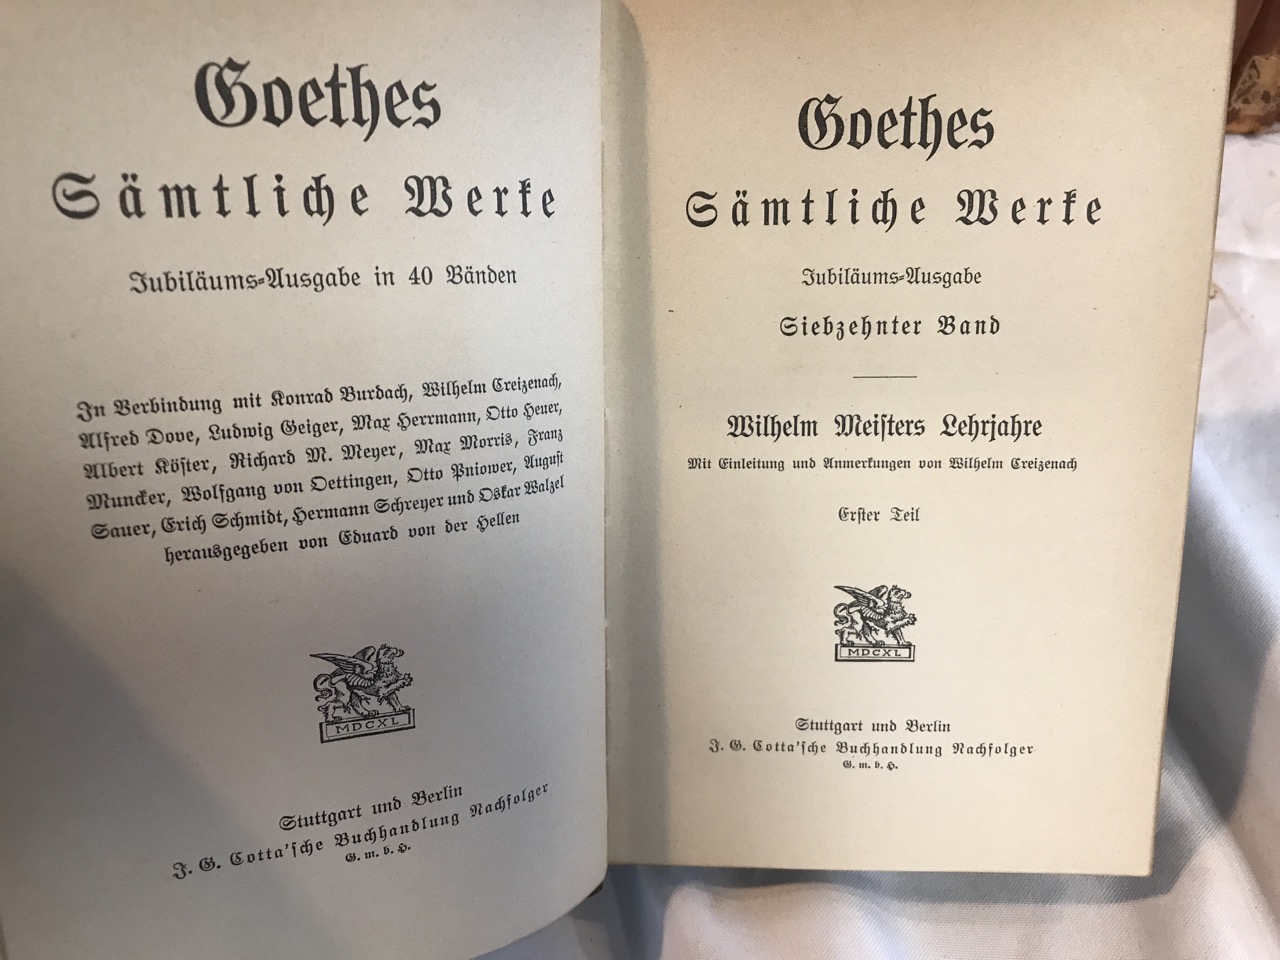 Goethes
Sämtliche Werke
Jubiläums-Ausgabe in 40 Bänden
In Verbindung mit Konrad Burdach, Wilhelm Creizenach,
Alfred Dove, Ludwig Geiger, Max Herrmann, Otto Heuer,
Albert Köster, Richard M. Meyer, Max Morris, Franz
Muncker, Wolfgang von Oettingen, Otto Pniower, August
Sauer, Erich Schmidt, Hermann Schreyer und Oskar Walzel
herausgegeben von Eduard von der Hellen
MDCXL
Stuttgart und Berlin
J. G. Cotta'sche Buchhandlung Nachfolger
G. m. b. H.
Goethes
Sämtliche Werke
Jubiläums-Ausgabe
Siebzehnter Band
Wilhelm Meisters Lehrjahre
Mit Einleitung und Anmerkungen von Wilhelm Creizenach
Erster Teil
MDCXL
Stuttgart und Berlin
J. G. Cotta'sche Buchhandlung Nachfolger
G. m. b. H.